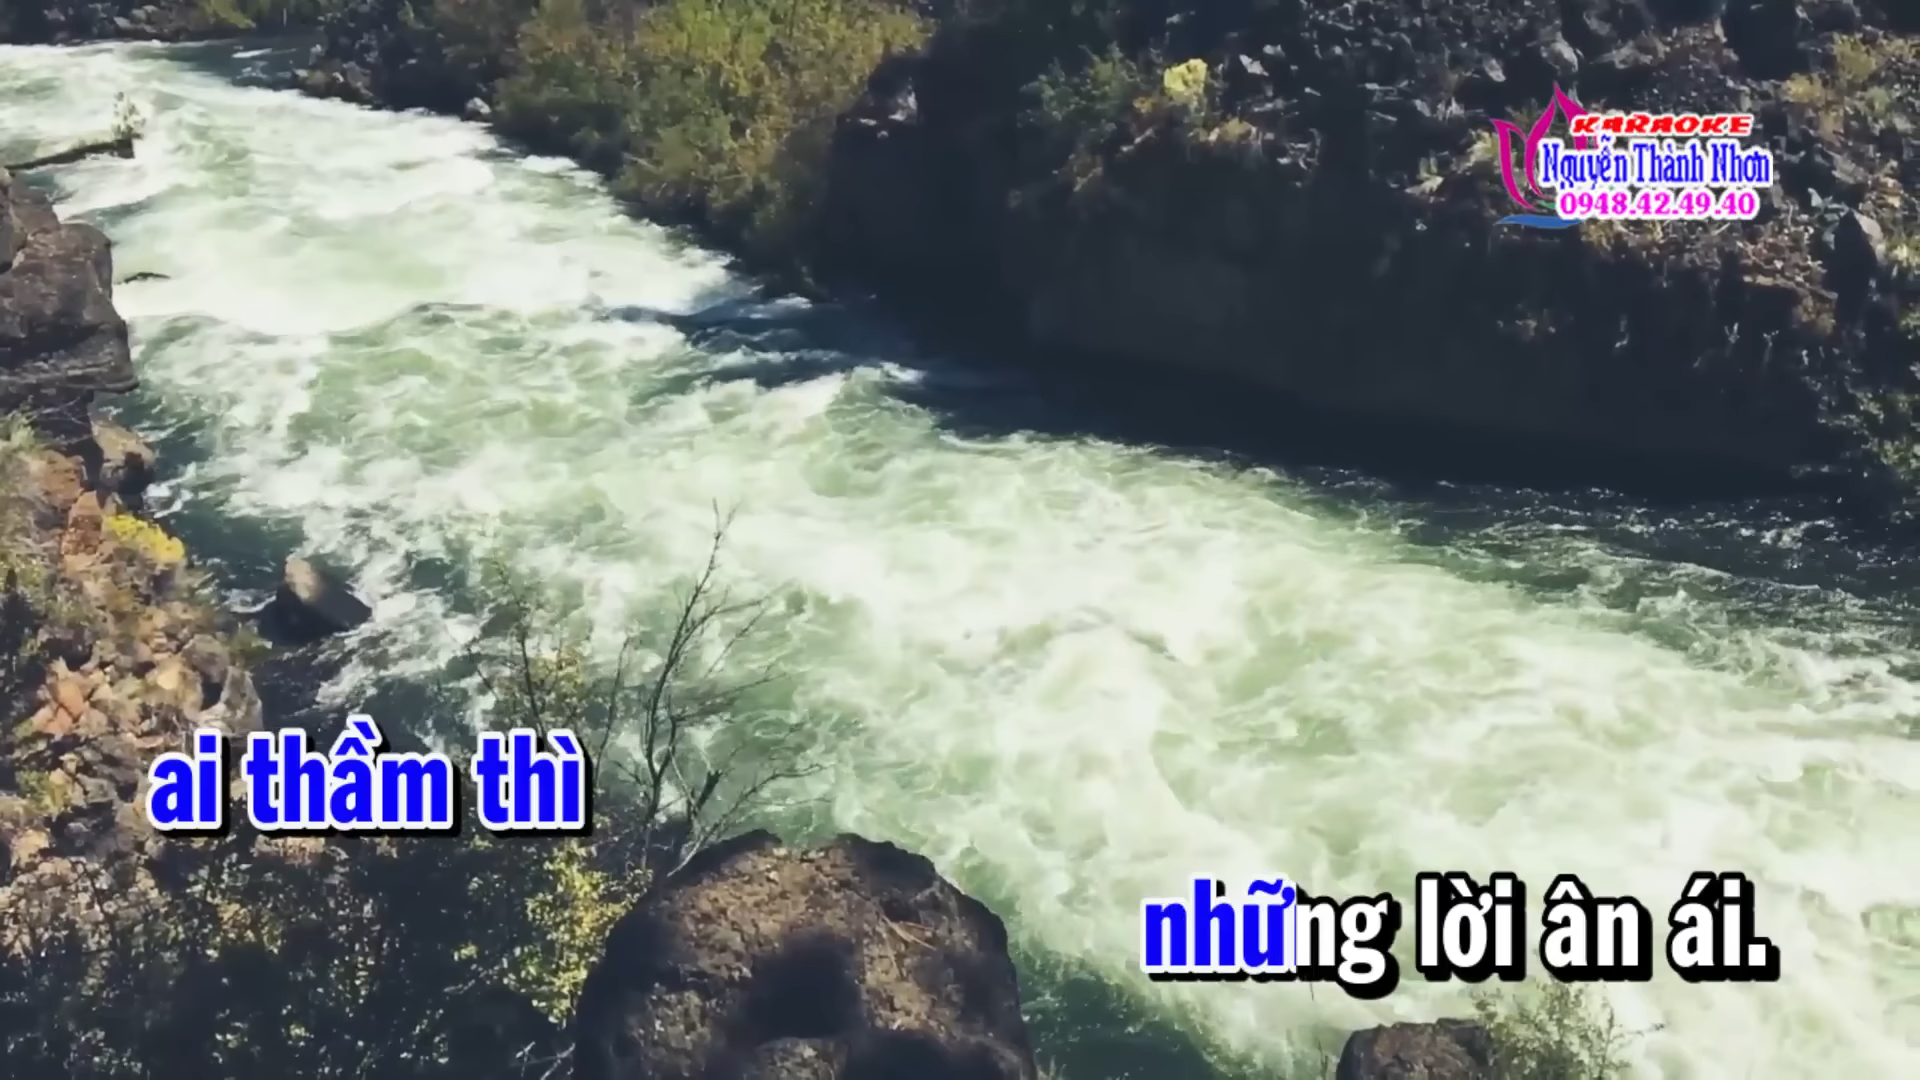 KARAOKE
Nguyễn Thành Nhơn
0948.42.49.40
ai thầm thì
những lời ân ái.